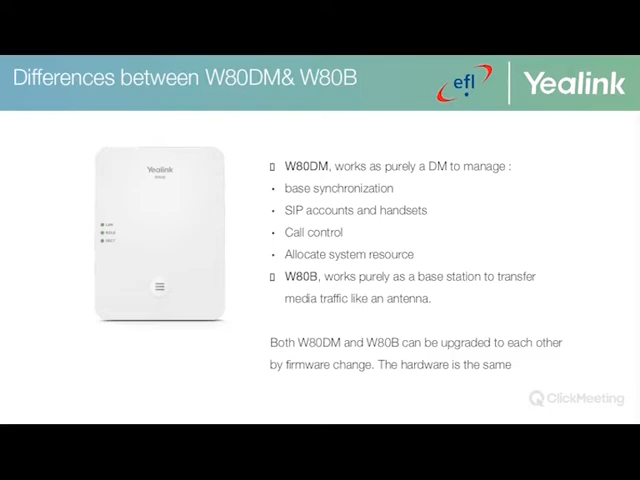 Differences between W80DM& W80B
efl
Yealink
Yealink
W80B
W80DM, works as purely a DM to manage :
• base synchronization
• SIP accounts and handsets
• Call control
• Allocate system resource
W80B, works purely as a base station to transfer
media traffic like an antenna.
Both W80DM and W80B can be upgraded to each other
by firmware change. The hardware is the same
ClickMeeting